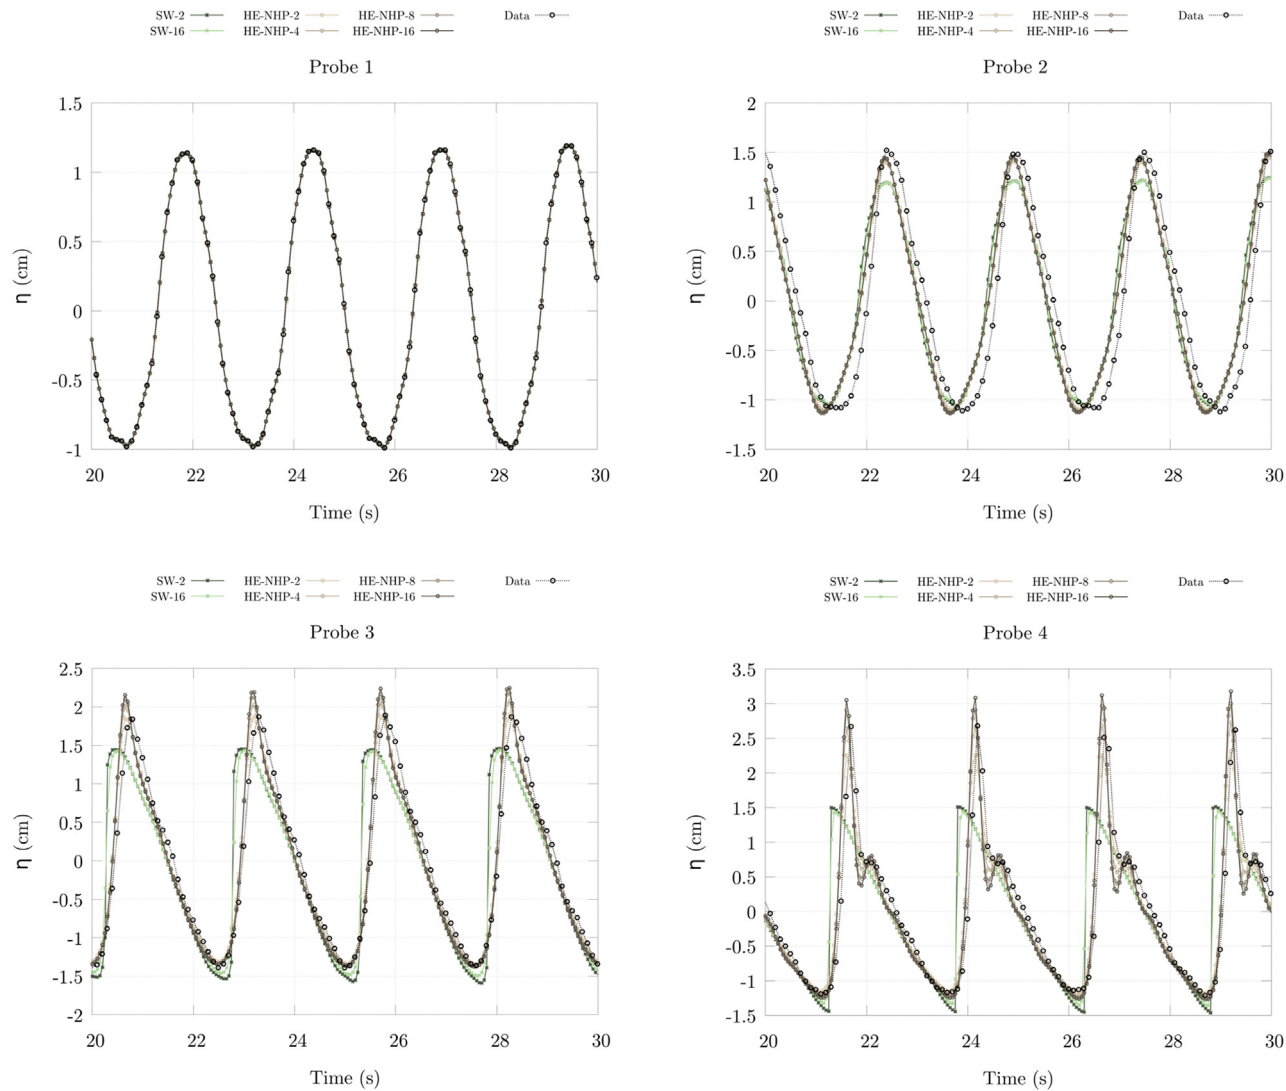 SW-2 HE-NHP-2 HE-NHP-8 Data
SW-16 HE-NHP-4 HE-NHP-16
Probe 1
1.5
1
0.5
0
-0.5
-1
η (cm)
20 22 24 26 28 30
Time (s)
SW-2 HE-NHP-2 HE-NHP-8 Data
SW-16 HE-NHP-4 HE-NHP-16
Probe 2
2
1.5
1
0.5
0
-0.5
-1
-1.5
η (cm)
20 22 24 26 28 30
Time (s)
SW-2 HE-NHP-2 HE-NHP-8 Data
SW-16 HE-NHP-4 HE-NHP-16
Probe 3
2.5
2
1.5
1
0.5
0
-0.5
-1
-1.5
-2
η (cm)
20 22 24 26 28 30
Time (s)
SW-2 HE-NHP-2 HE-NHP-8 Data
SW-16 HE-NHP-4 HE-NHP-16
Probe 4
3.5
3
2.5
2
1.5
1
0.5
0
-0.5
-1
-1.5
η (cm)
20 22 24 26 28 30
Time (s)